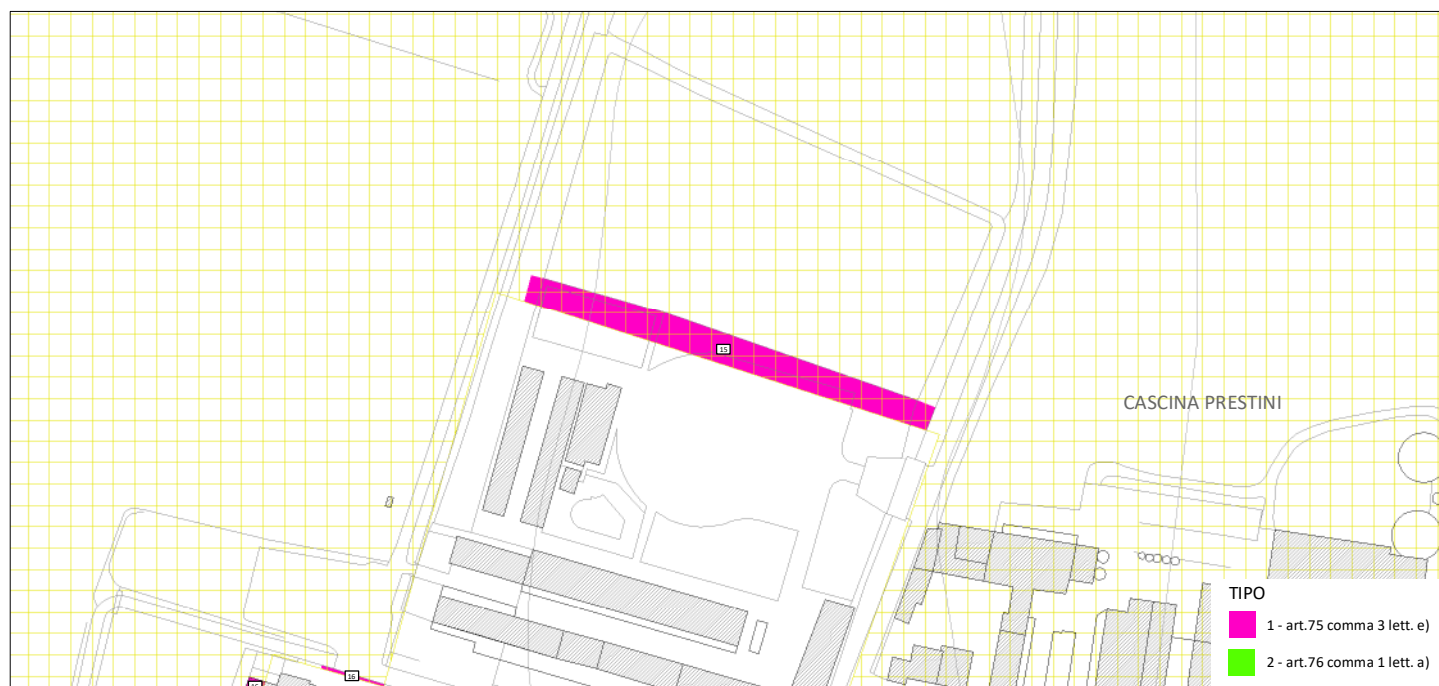 15
CASCINA PRESTINI
TIPO
1 - art.75 comma 3 lett. e)
2 - art.76 comma 1 lett. a)
16